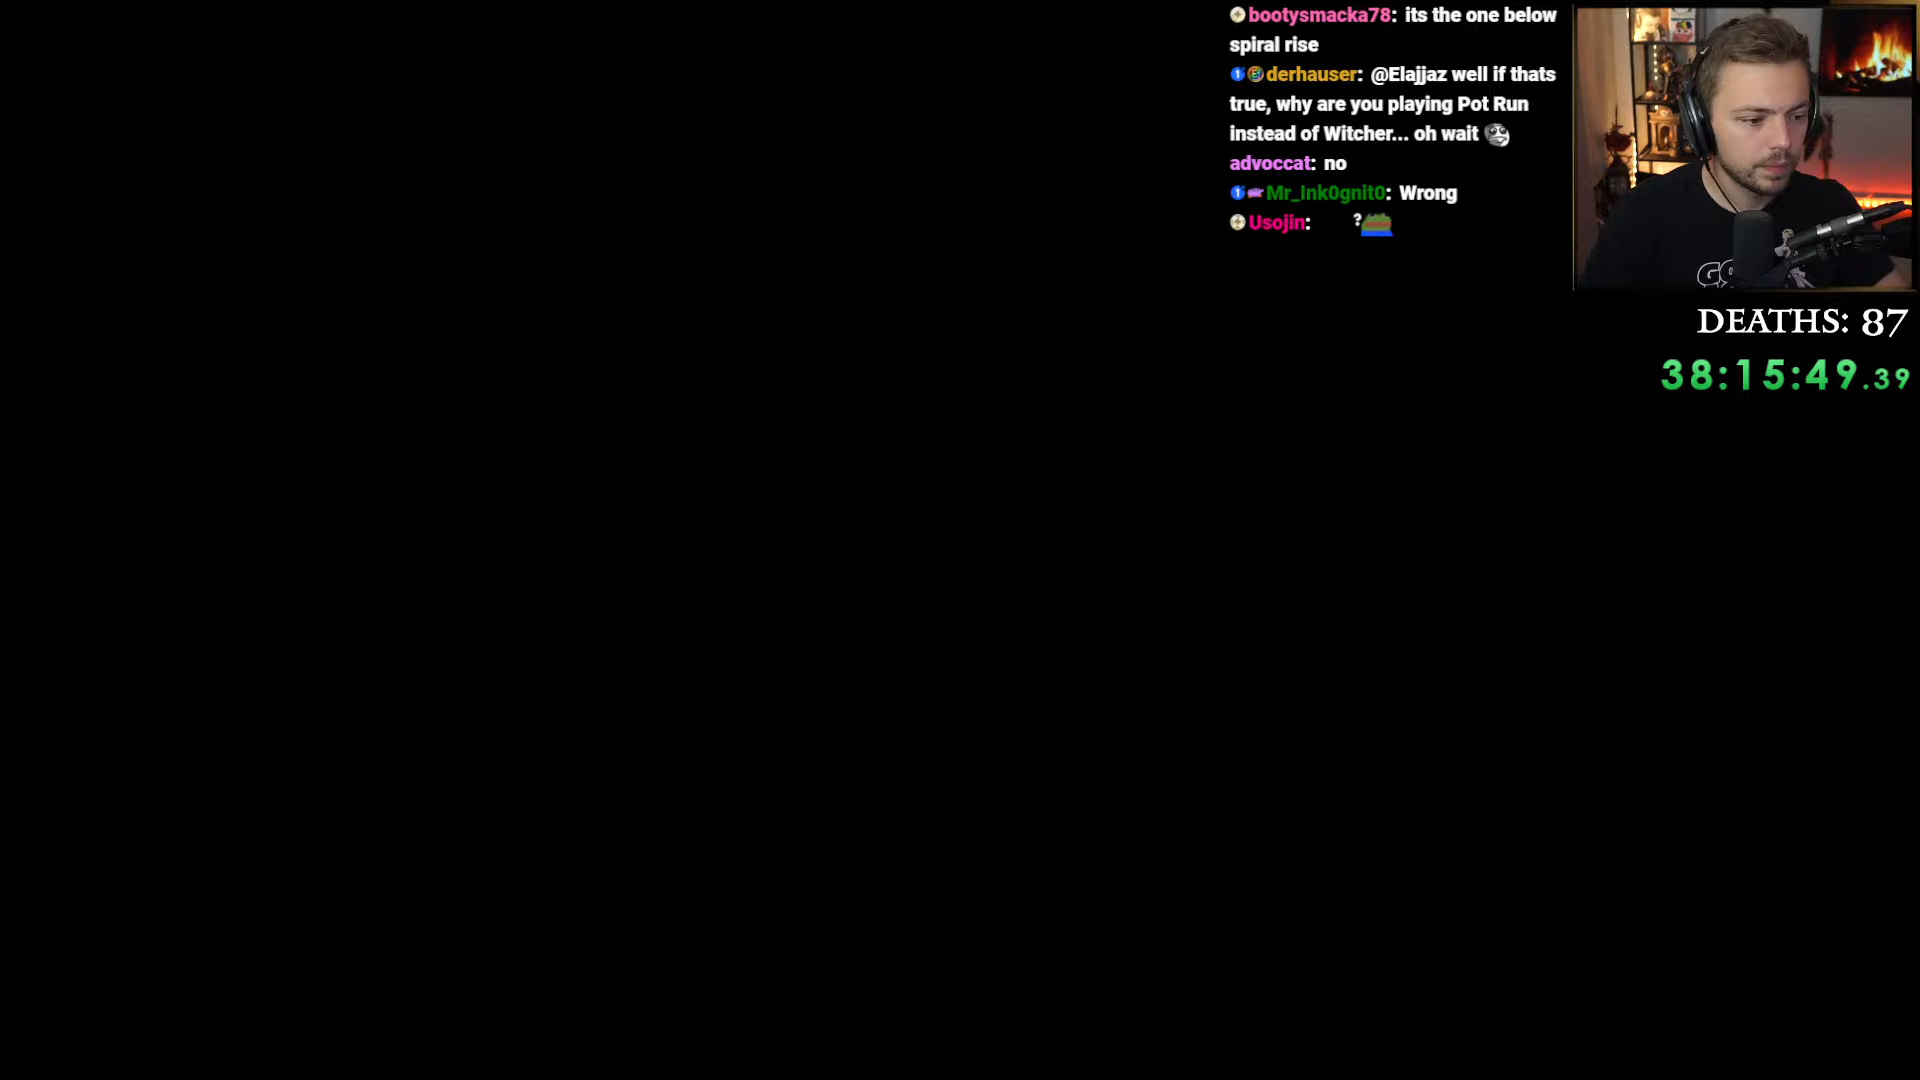 bootysmacka78: its the one below
spiral rise
derhauser: @Elajjaz well if thats
true, why are you playing Pot Run
instead of Witcher... oh wait
advoccat: no
Mr_Ink0gnit0: Wrong
Usojin: ?
DEATHS: 87
38:15:49.39